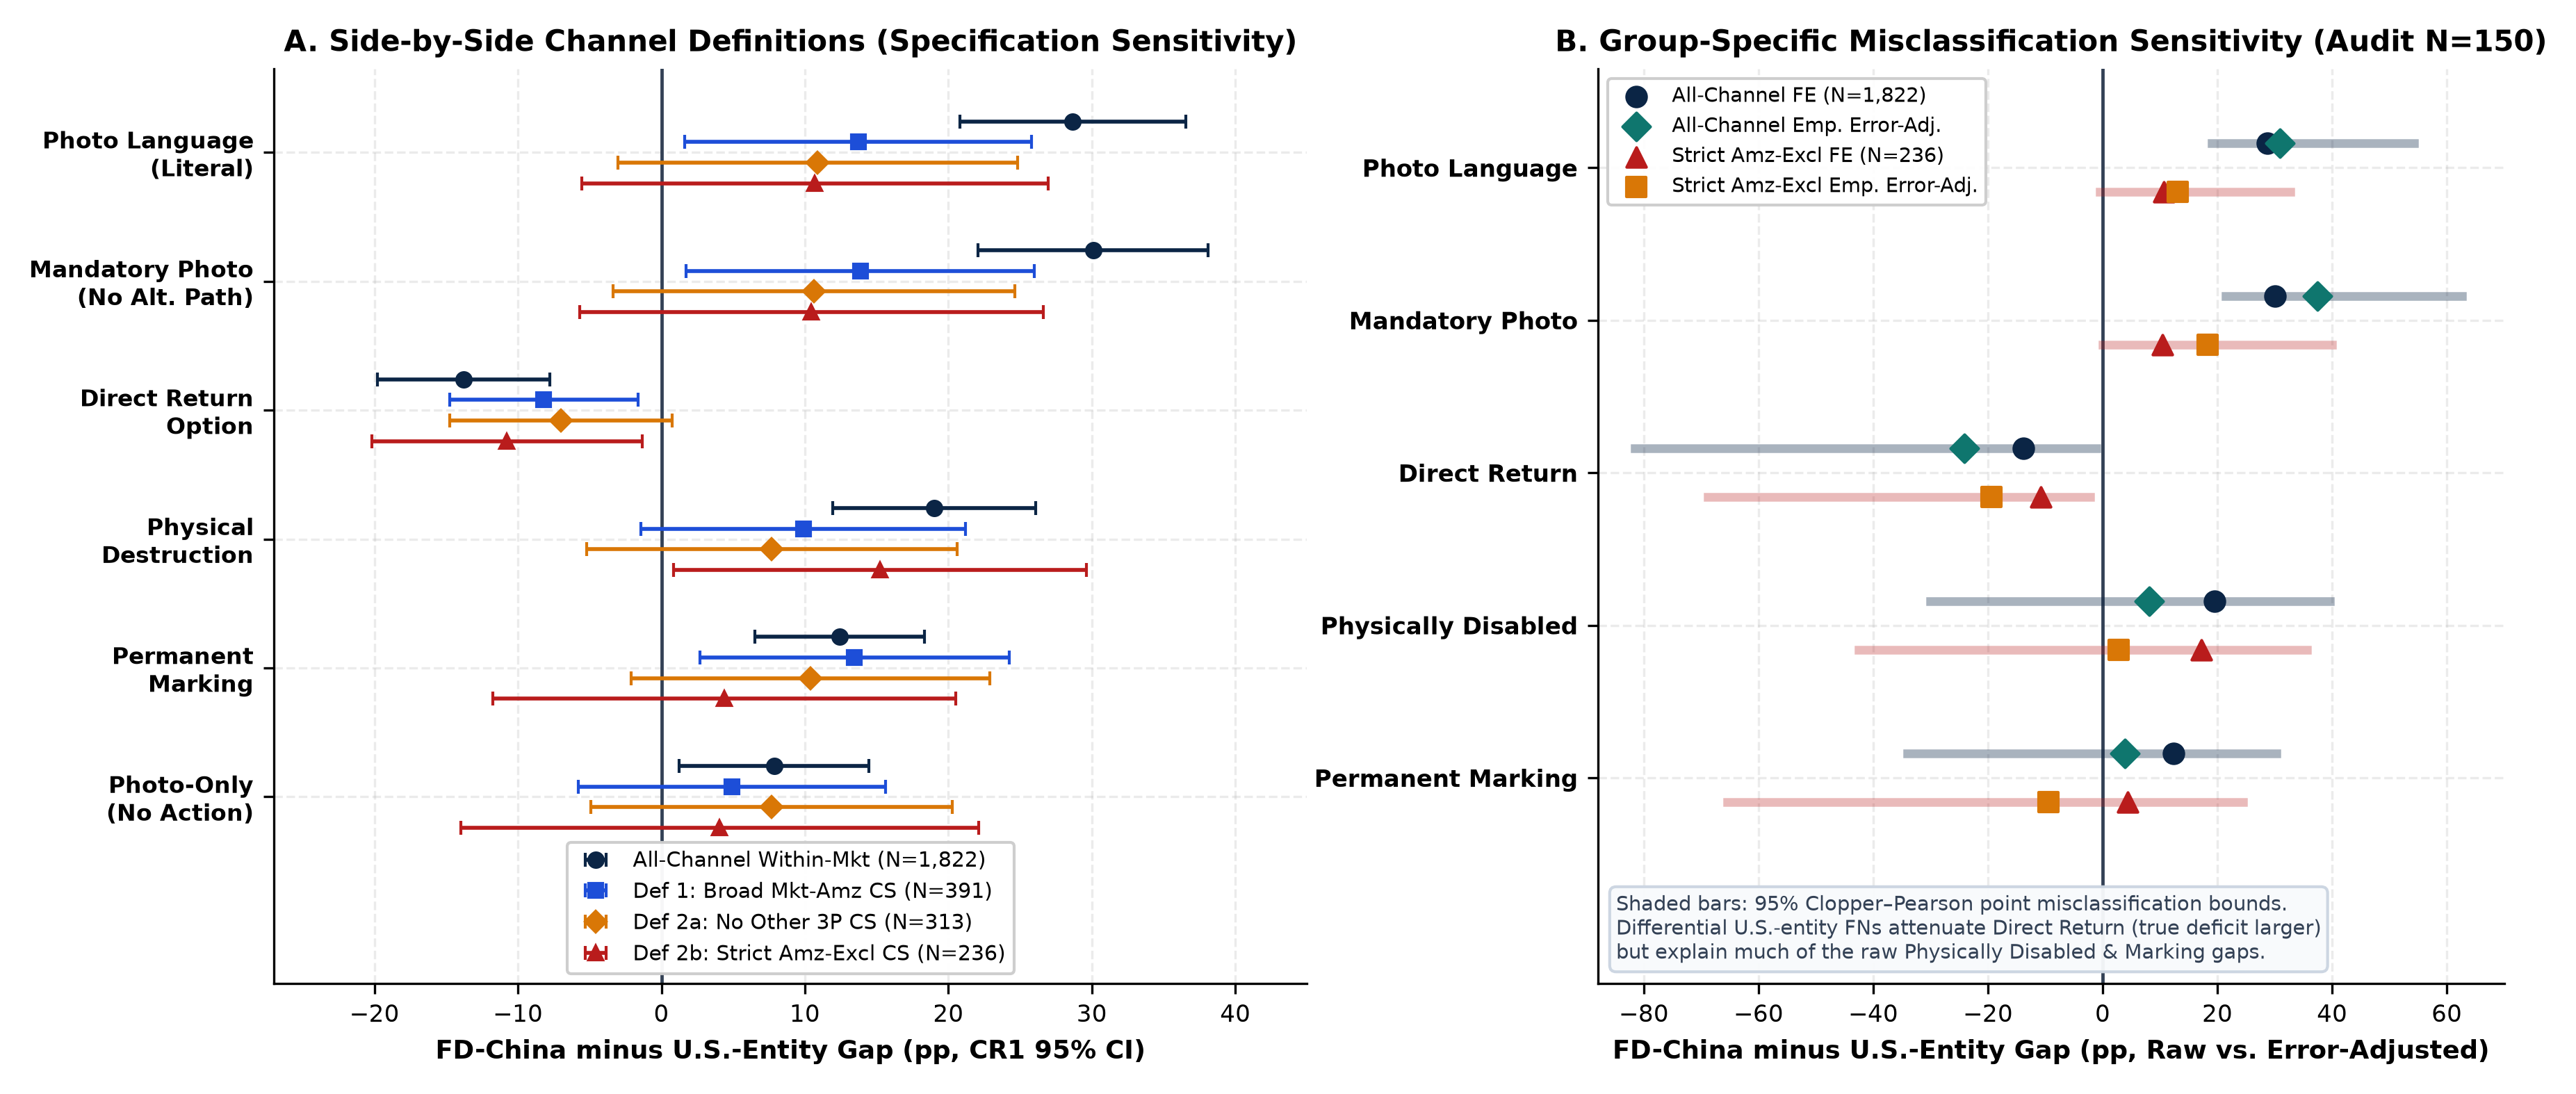 A. Side-by-Side Channel Definitions (Specification Sensitivity)
Photo Language
(Literal)
Mandatory Photo
(No Alt. Path)
Direct Return
Option
Physical
Destruction
Permanent
Marking
Photo-Only
(No Action)
All-Channel Within-Mkt (N=1,822)
Def 1: Broad Mkt-Amz CS (N=391)
Def 2a: No Other 3P CS (N=313)
Def 2b: Strict Amz-Excl CS (N=236)
−20 −10 0 10 20 30 40
FD-China minus U.S.-Entity Gap (pp, CR1 95% CI)
B. Group-Specific Misclassification Sensitivity (Audit N=150)
All-Channel FE (N=1,822)
All-Channel Emp. Error-Adj.
Strict Amz-Excl FE (N=236)
Strict Amz-Excl Emp. Error-Adj.
Photo Language
Mandatory Photo
Direct Return
Physically Disabled
Permanent Marking
Shaded bars: 95% Clopper–Pearson point misclassification bounds.
Differential U.S.-entity FNs attenuate Direct Return (true deficit larger)
but explain much of the raw Physically Disabled & Marking gaps.
−80 −60 −40 −20 0 20 40 60
FD-China minus U.S.-Entity Gap (pp, Raw vs. Error-Adjusted)